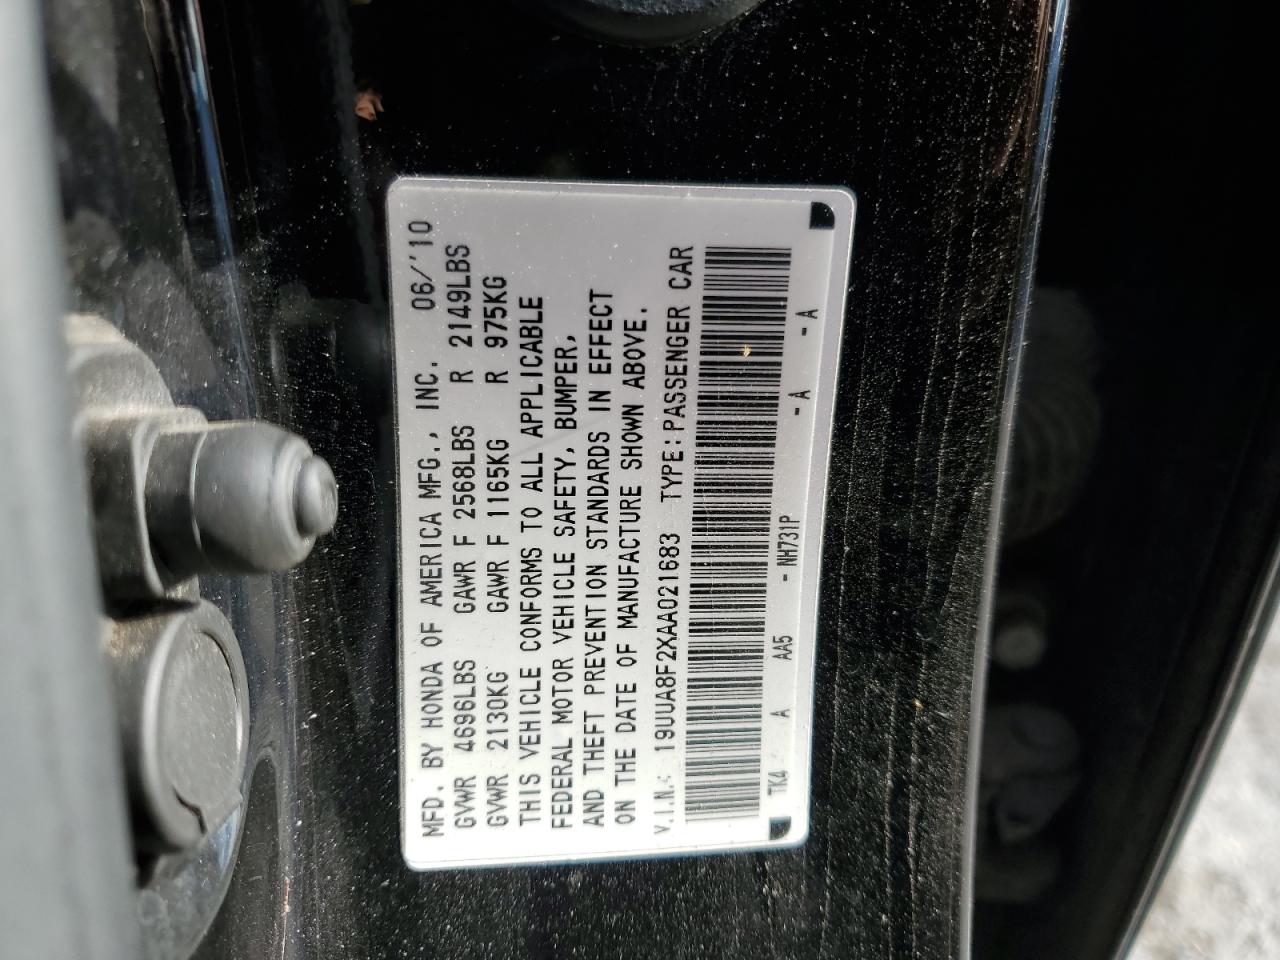 MFD. BY HONDA OF AMERICA MFG., INC. 06/'10
GVWR 4696LBS GAWR F 2568LBS R 2149LBS
GVWR 2130KG GAWR F 1165KG R 975KG
THIS VEHICLE CONFORMS TO ALL APPLICABLE
FEDERAL MOTOR VEHICLE SAFETY, BUMPER,
AND THEFT PREVENTION STANDARDS IN EFFECT
ON THE DATE OF MANUFACTURE SHOWN ABOVE.
V.I.N.: 19UUA8F2XAA021683 TYPE:PASSENGER CAR
TK4 A AA5 - NH731P - A - A